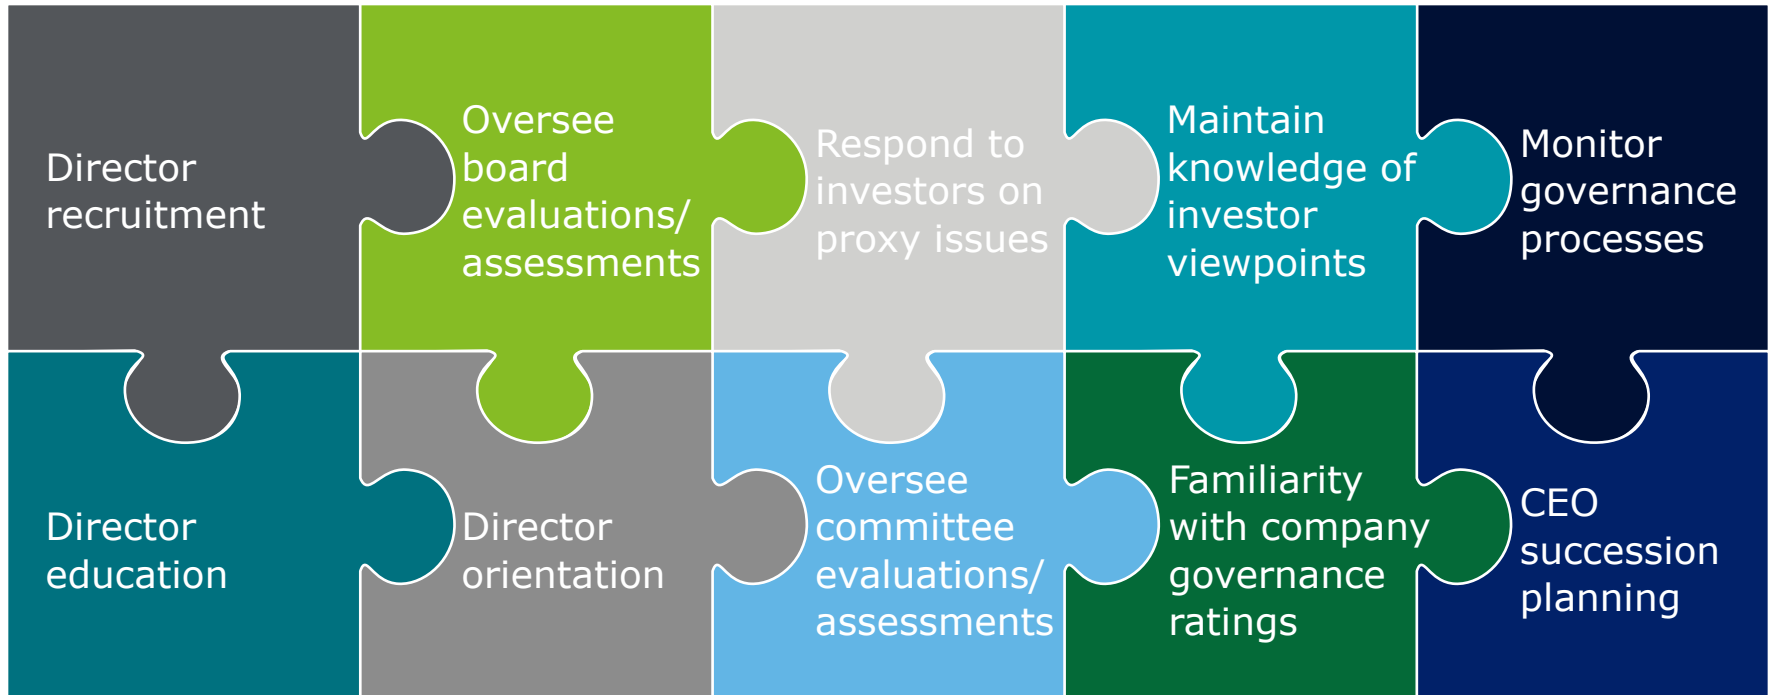 Director
recruitment
Oversee
board
evaluations/
assessments
Respond to
investors on
proxy issues
Maintain
knowledge of
investor
viewpoints
Monitor
governance
processes
Director
education
Director
orientation
Oversee
committee
evaluations/
assessments
Familiarity
with company
governance
ratings
CEO
succession
planning